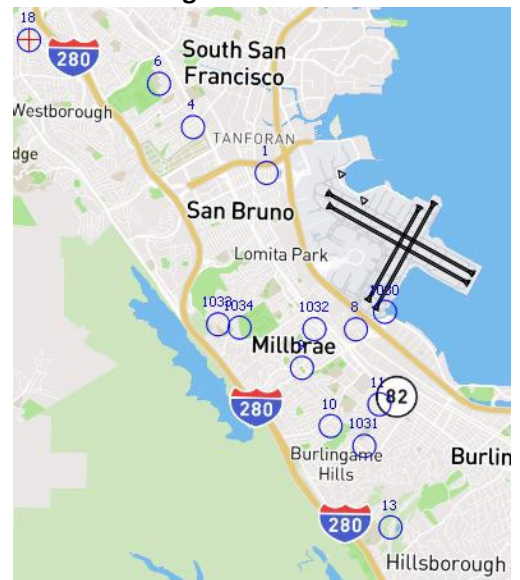 18
280
South San
Francisco
6
Westborough
4
TANFORAN
dge
1
San Bruno
Lomita Park
1030
1033
1034
1032
8
Millbrae
11
82
280
10
1031
Burlingame
Hills
Burlin
13
280
Hillsborough